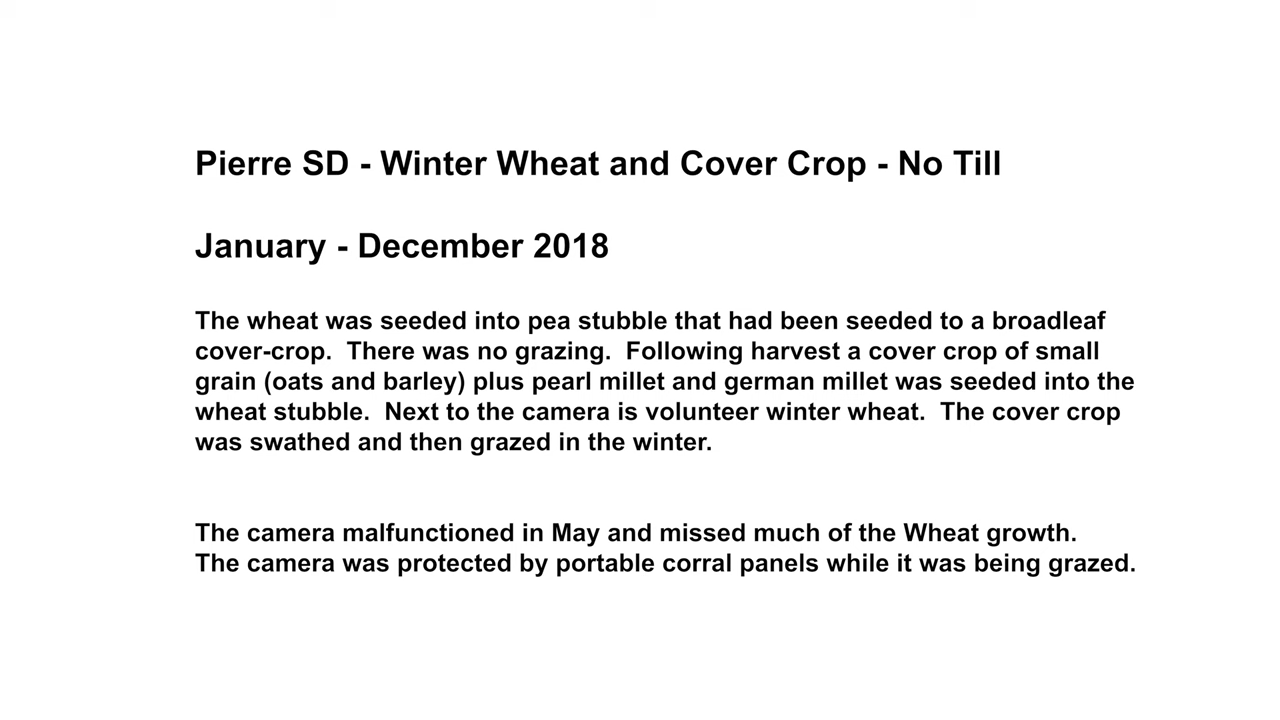 Pierre SD - Winter Wheat and Cover Crop - No Till
January - December 2018
The wheat was seeded into pea stubble that had been seeded to a broadleaf
cover-crop.  There was no grazing.  Following harvest a cover crop of small
grain (oats and barley) plus pearl millet and german millet was seeded into the
wheat stubble.  Next to the camera is volunteer winter wheat.  The cover crop
was swathed and then grazed in the winter.
The camera malfunctioned in May and missed much of the Wheat growth.
The camera was protected by portable corral panels while it was being grazed.